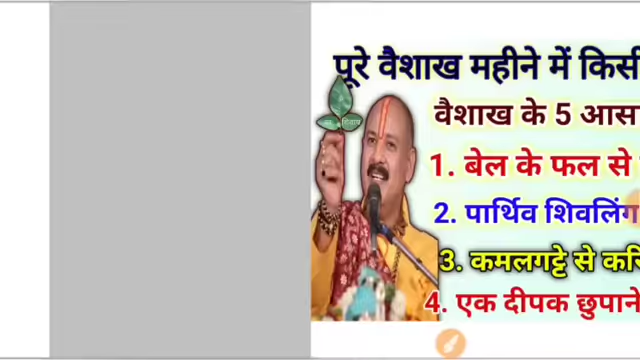 पूरे वैशाख महीने में किसी
वैशाख के 5 आस
1. बेल के फल से
2. पार्थिव शिवलिंग
3. कमलगट्टे से करि
4. एक दीपक छुपाने